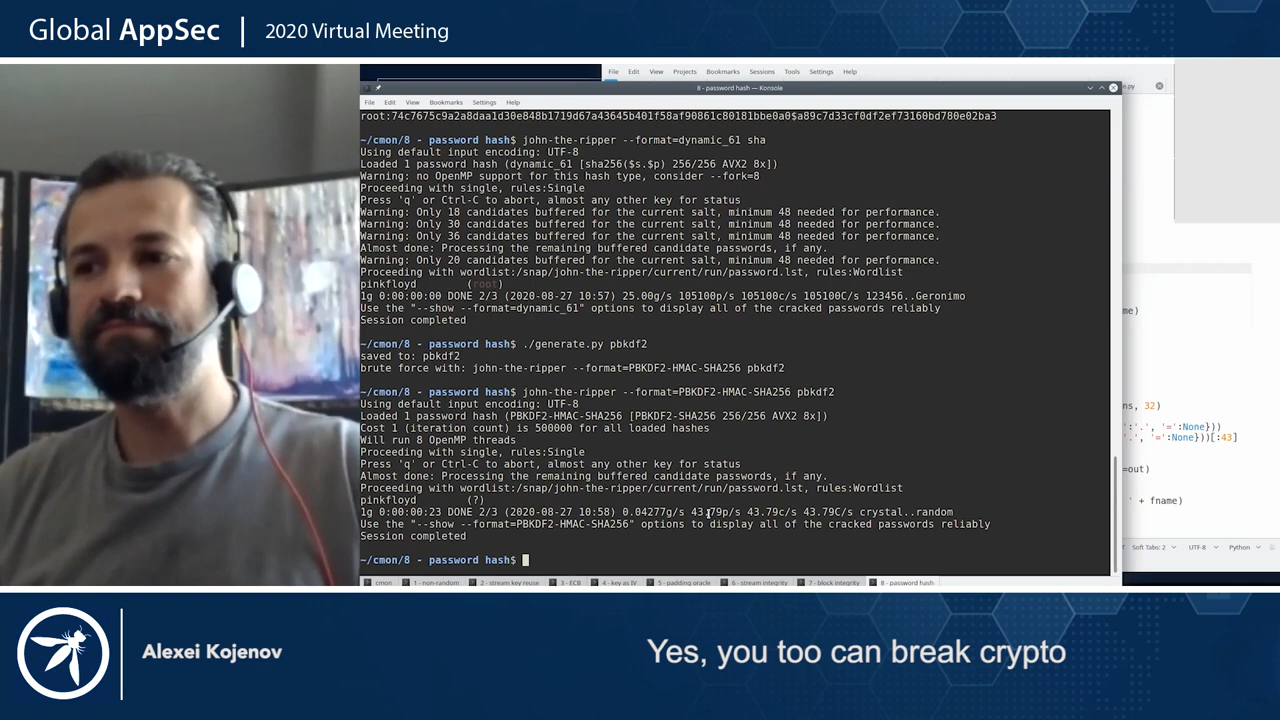 Global AppSec | 2020 Virtual Meeting
File Edit View Projects Bookmarks Sessions Tools Settings Help
8 - password hash — Konsole
File Edit View Bookmarks Settings Help
root:74c7675c9a2a8daa1d30e848b1719d67a43645b401f58af90861c80181bbe0a0$a89c7d33cf0df2ef73160bd780e02ba3
~/cmon/8 - password hash$ john-the-ripper --format=dynamic_61 sha
Using default input encoding: UTF-8
Loaded 1 password hash (dynamic_61 [sha256($s.$p) 256/256 AVX2 8x])
Warning: no OpenMP support for this hash type, consider --fork=8
Proceeding with single, rules:Single
Press 'q' or Ctrl-C to abort, almost any other key for status
Warning: Only 18 candidates buffered for the current salt, minimum 48 needed for performance.
Warning: Only 30 candidates buffered for the current salt, minimum 48 needed for performance.
Warning: Only 36 candidates buffered for the current salt, minimum 48 needed for performance.
Almost done: Processing the remaining buffered candidate passwords, if any.
Warning: Only 20 candidates buffered for the current salt, minimum 48 needed for performance.
Proceeding with wordlist:/snap/john-the-ripper/current/run/password.lst, rules:Wordlist
pinkfloyd (root)
1g 0:00:00:00 DONE 2/3 (2020-08-27 10:57) 25.00g/s 105100p/s 105100c/s 105100C/s 123456..Geronimo
Use the "--show --format=dynamic_61" options to display all of the cracked passwords reliably
Session completed
~/cmon/8 - password hash$ ./generate.py pbkdf2
saved to: pbkdf2
brute force with: john-the-ripper --format=PBKDF2-HMAC-SHA256 pbkdf2
~/cmon/8 - password hash$ john-the-ripper --format=PBKDF2-HMAC-SHA256 pbkdf2
Using default input encoding: UTF-8
Loaded 1 password hash (PBKDF2-HMAC-SHA256 [PBKDF2-SHA256 256/256 AVX2 8x])
Cost 1 (iteration count) is 500000 for all loaded hashes
Will run 8 OpenMP threads
Proceeding with single, rules:Single
Press 'q' or Ctrl-C to abort, almost any other key for status
Almost done: Processing the remaining buffered candidate passwords, if any.
Proceeding with wordlist:/snap/john-the-ripper/current/run/password.lst, rules:Wordlist
pinkfloyd (?)
1g 0:00:00:23 DONE 2/3 (2020-08-27 10:58) 0.04277g/s 43.79p/s 43.79c/s 43.79C/s crystal..random
Use the "--show --format=PBKDF2-HMAC-SHA256" options to display all of the cracked passwords reliably
Session completed
~/cmon/8 - password hash$
cmon 1 - non-random 2 - stream key reuse 3 - ECB 4 - key as IV 5 - padding oracle 6 - stream integrity 7 - block integrity 8 - password hash
e.py
me)
ns, 32)
':'.', '=':None}))
'.', '=':None}))[:43]
=out)
' + fname)
Soft Tabs: 2 UTF-8 Python
Alexei Kojenov
Yes, you too can break crypto